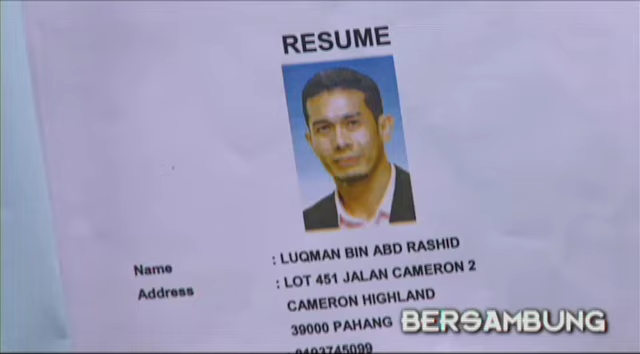 RESUME
Name : LUQMAN BIN ABD RASHID
Address : LOT 451 JALAN CAMERON 2
CAMERON HIGHLAND
39000 PAHANG
BERSAMBUNG